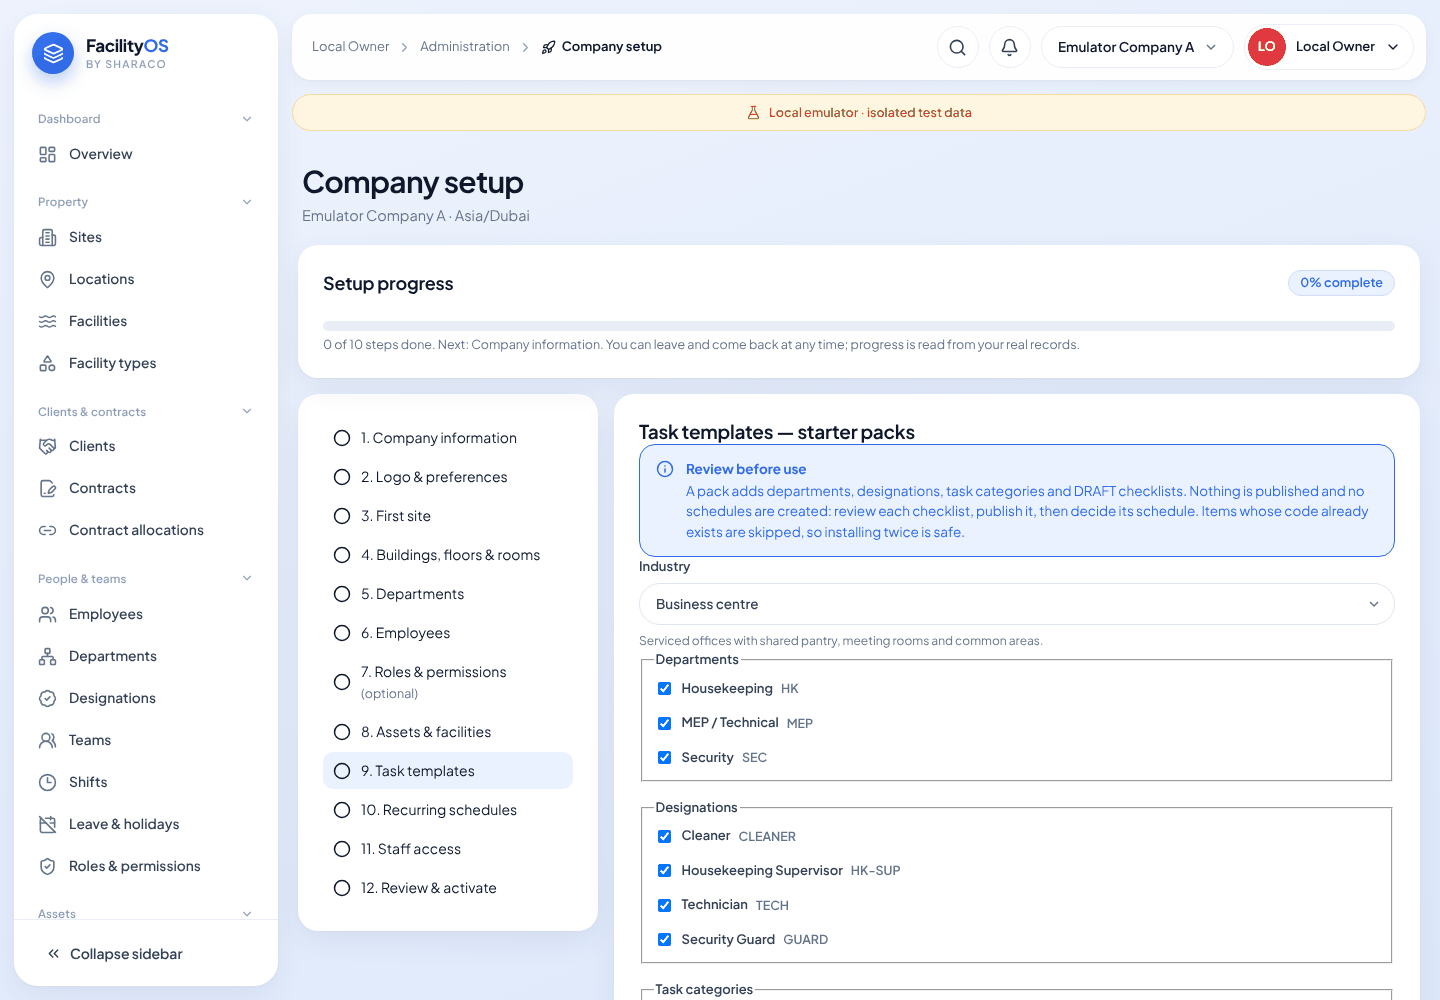 FacilityOS
BY SHARACO
Dashboard
Overview
Property
Sites
Locations
Facilities
Facility types
Clients & contracts
Clients
Contracts
Contract allocations
People & teams
Employees
Departments
Designations
Teams
Shifts
Leave & holidays
Roles & permissions
Assets
Collapse sidebar
Local Owner
Administration
Company setup
Emulator Company A
LO
Local Owner
Local emulator · isolated test data
Company setup
Emulator Company A · Asia/Dubai
Setup progress
0% complete
0 of 10 steps done. Next: Company information. You can leave and come back at any time; progress is read from your real records.
1. Company information
2. Logo & preferences
3. First site
4. Buildings, floors & rooms
5. Departments
6. Employees
7. Roles & permissions
(optional)
8. Assets & facilities
9. Task templates
10. Recurring schedules
11. Staff access
12. Review & activate
Task templates — starter packs
Review before use
A pack adds departments, designations, task categories and DRAFT checklists. Nothing is published and no
schedules are created: review each checklist, publish it, then decide its schedule. Items whose code already
exists are skipped, so installing twice is safe.
Industry
Business centre
Serviced offices with shared pantry, meeting rooms and common areas.
Departments
Housekeeping HK
MEP / Technical MEP
Security SEC
Designations
Cleaner CLEANER
Housekeeping Supervisor HK-SUP
Technician TECH
Security Guard GUARD
Task categories